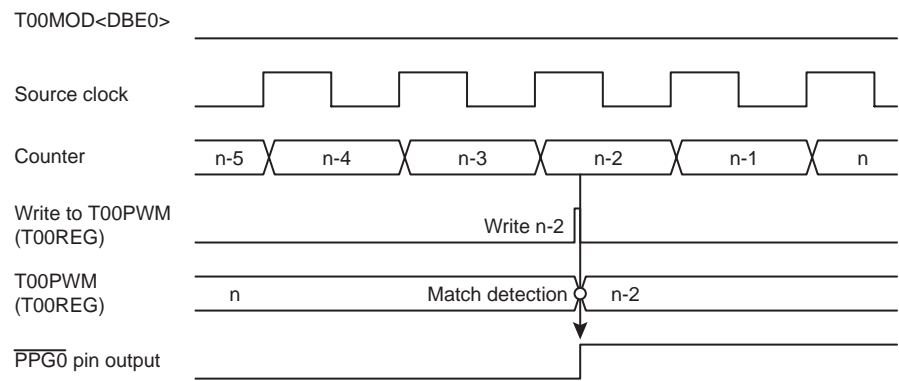 T00MOD<DBE0>
Source clock
Counter n-5 n-4 n-3 n-2 n-1 n
Write to T00PWM
(T00REG)
Write n-2
T00PWM
(T00REG)
n Match detection n-2
P̅P̅G̅0̅ pin output